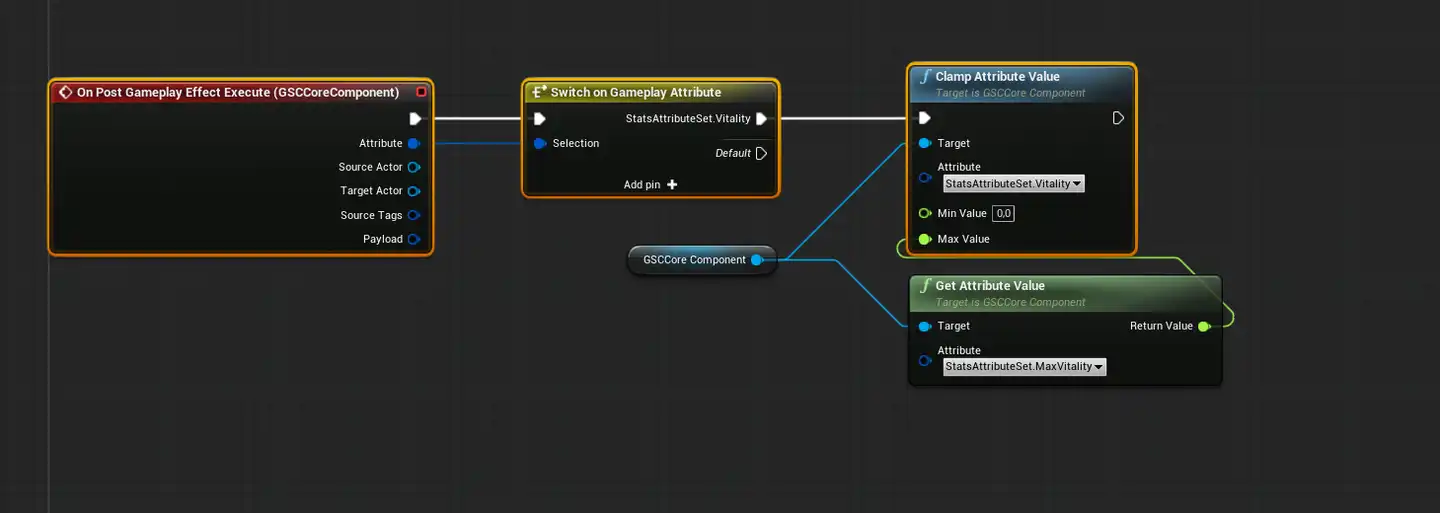 On Post Gameplay Effect Execute (GSCCoreComponent)
Attribute
Source Actor
Target Actor
Source Tags
Payload
Switch on Gameplay Attribute
StatsAttributeSet.Vitality
Selection
Default
Add pin
GSCCore Component
Clamp Attribute Value
Target is GSCCore Component
Target
Attribute
StatsAttributeSet.Vitality
Min Value 0,0
Max Value
Get Attribute Value
Target is GSCCore Component
Target Return Value
Attribute
StatsAttributeSet.MaxVitality